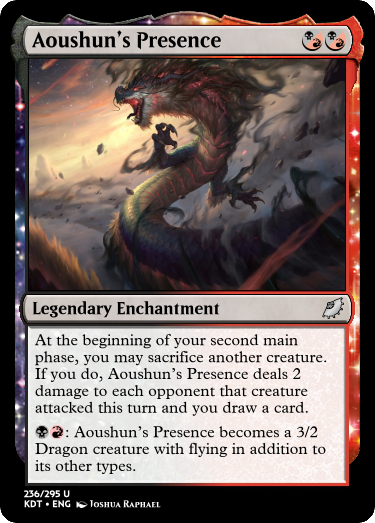 Aoushun's Presence
Legendary Enchantment
At the beginning of your second main
phase, you may sacrifice another creature.
If you do, Aoushun's Presence deals 2
damage to each opponent that creature
attacked this turn and you draw a card.
: Aoushun's Presence becomes a 3/2
Dragon creature with flying in addition to
its other types.
236/295 U
KDT • ENG Joshua Raphael